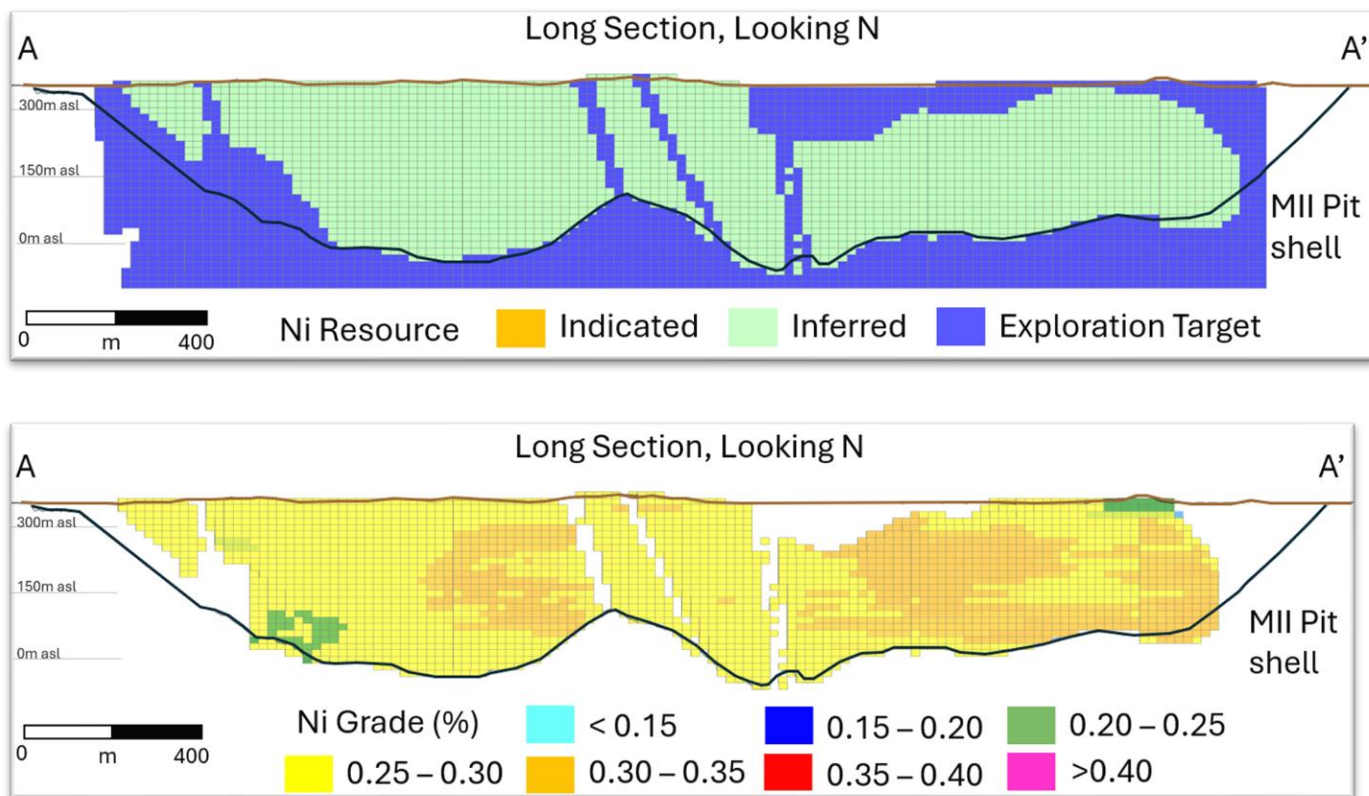 Long Section, Looking N
A A’
300m asl
150m asl
0m asl
MII Pit
shell
0 m 400
Ni Resource Indicated Inferred Exploration Target
Long Section, Looking N
A A’
300m asl
150m asl
0m asl
MII Pit
shell
0 m 400
Ni Grade (%) < 0.15 0.15 – 0.20 0.20 – 0.25
0.25 – 0.30 0.30 – 0.35 0.35 – 0.40 >0.40